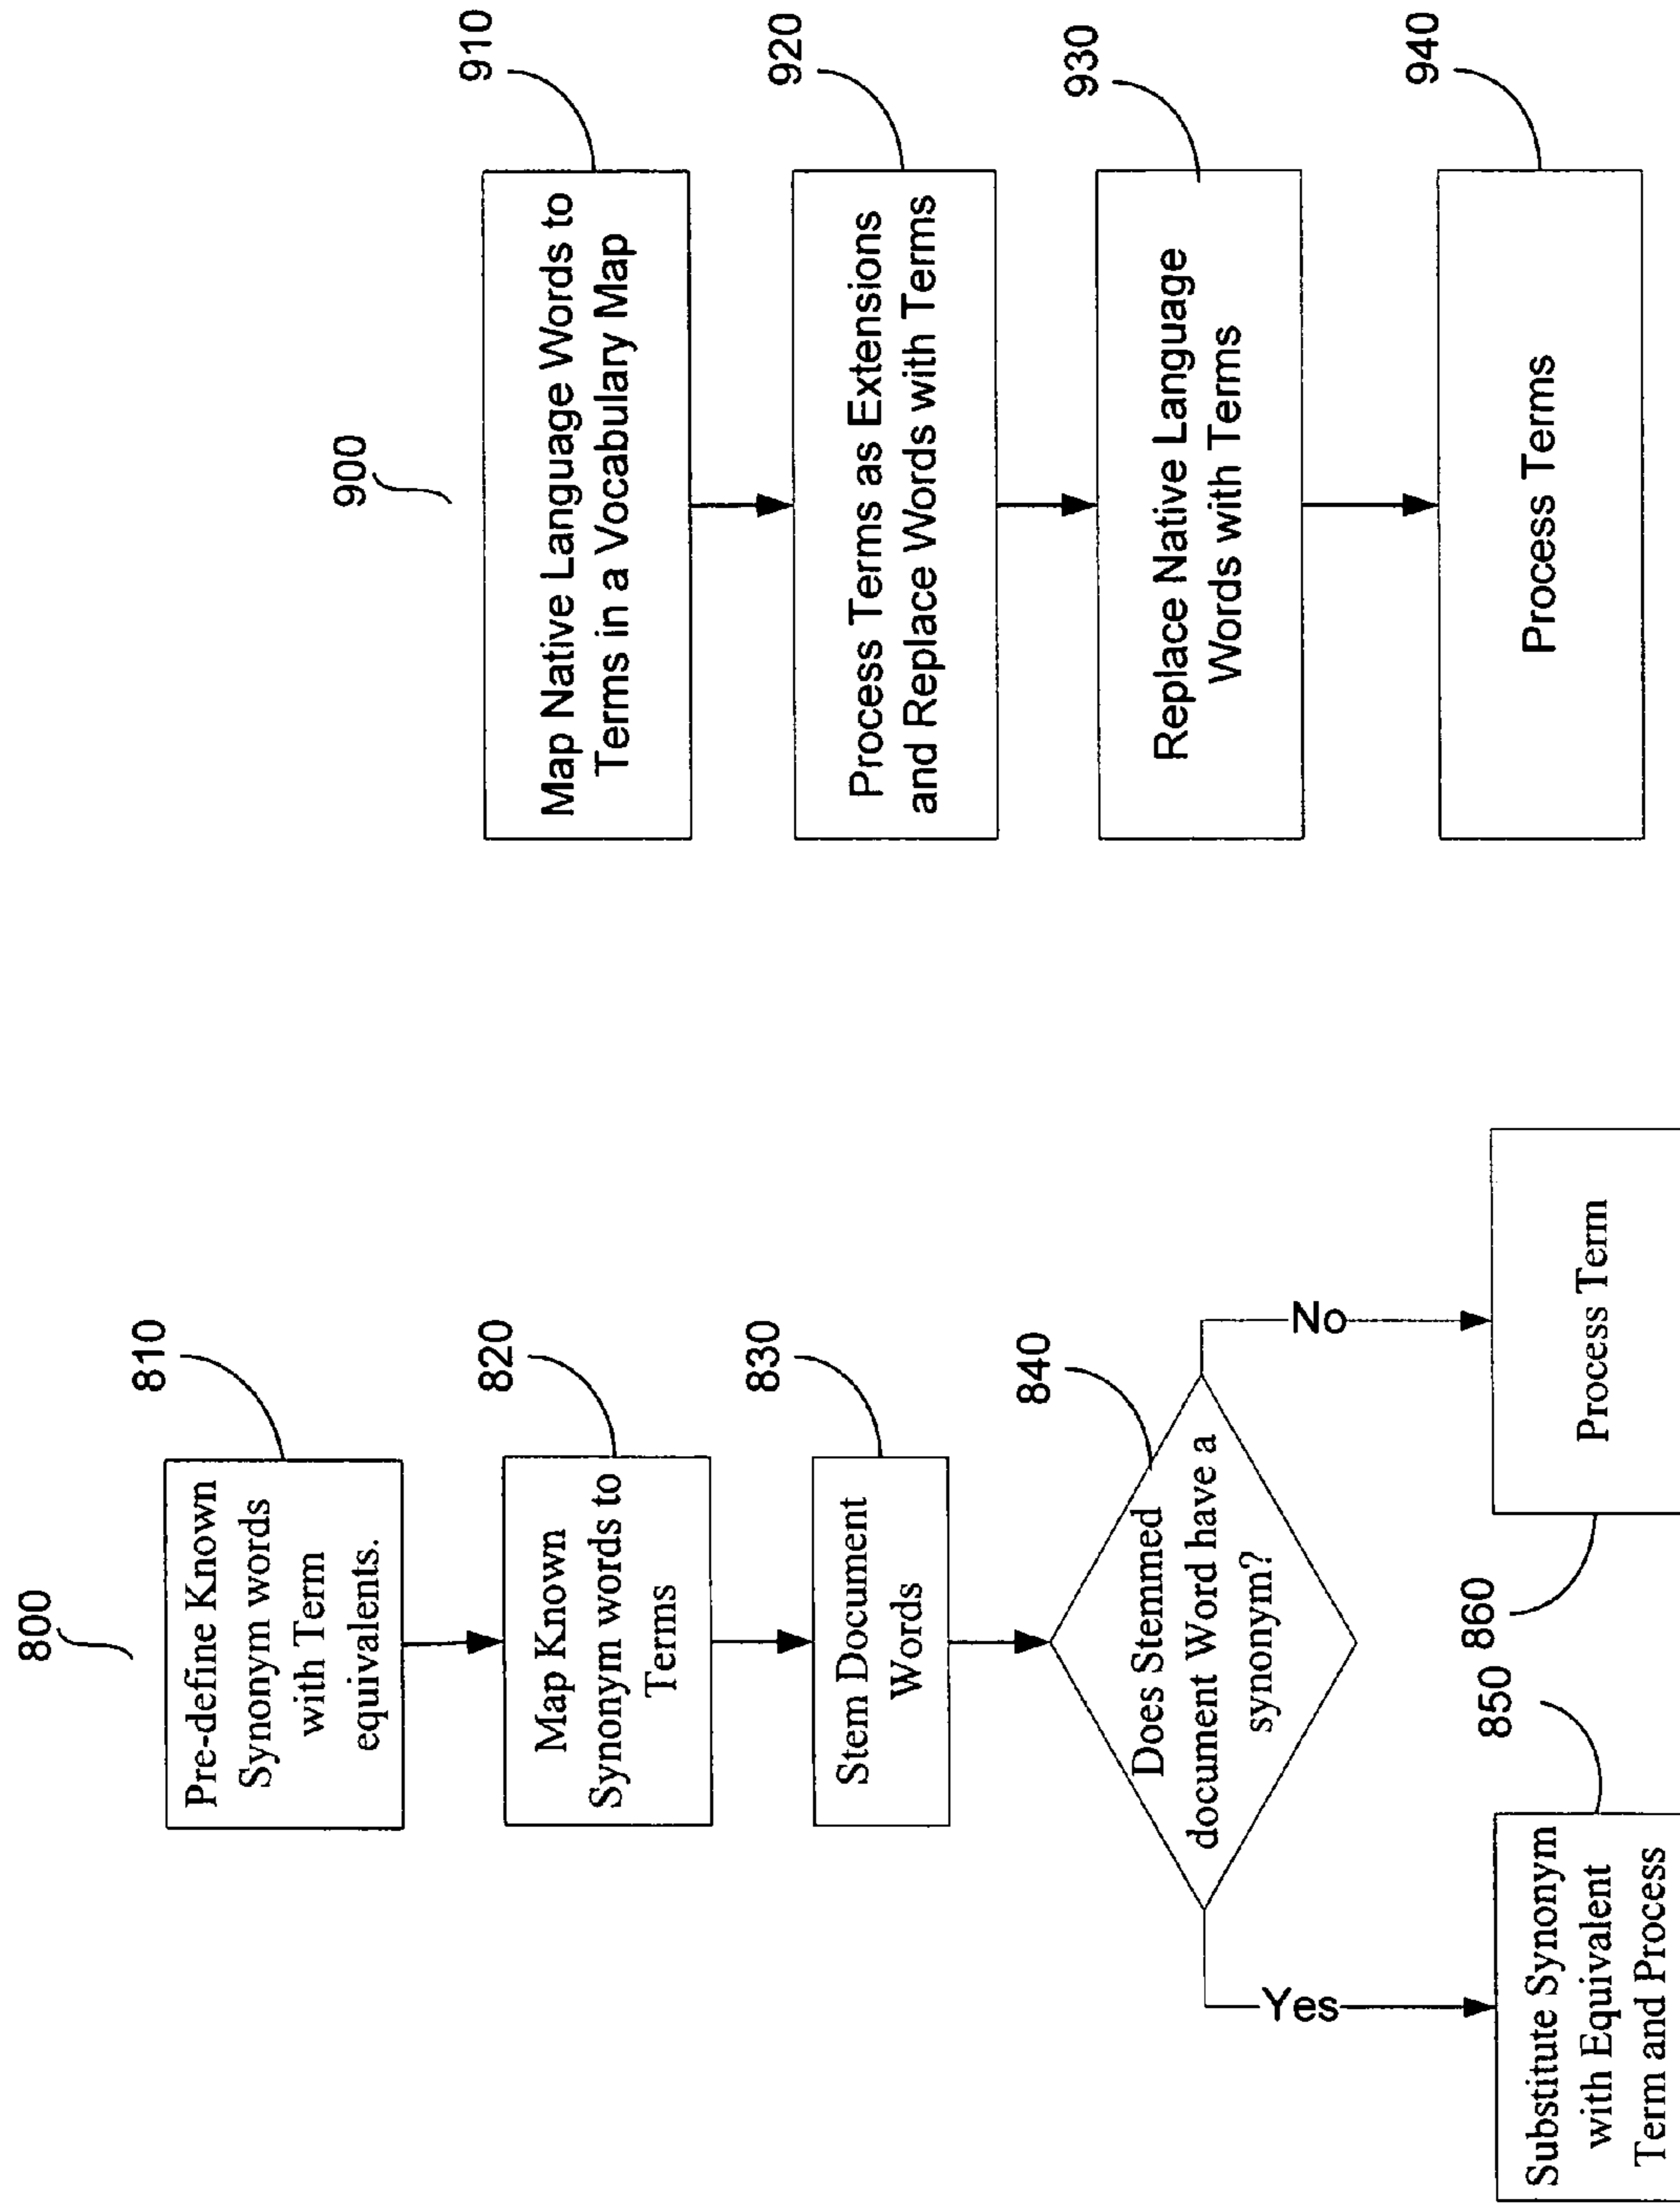 800
Pre-define Known
Synonym words
with Term
equivalents.
810
Map Known
Synonym words to
Terms
820
Stem Document
Words
830
Does Stemmed
document Word have a
synonym?
840
Yes
No
Substitute Synonym
with Equivalent
Term and Process
850
Process Term
860
900
Map Native Language Words to
Terms in a Vocabulary Map
910
Process Terms as Extensions
and Replace Words with Terms
920
Replace Native Language
Words with Terms
930
Process Terms
940